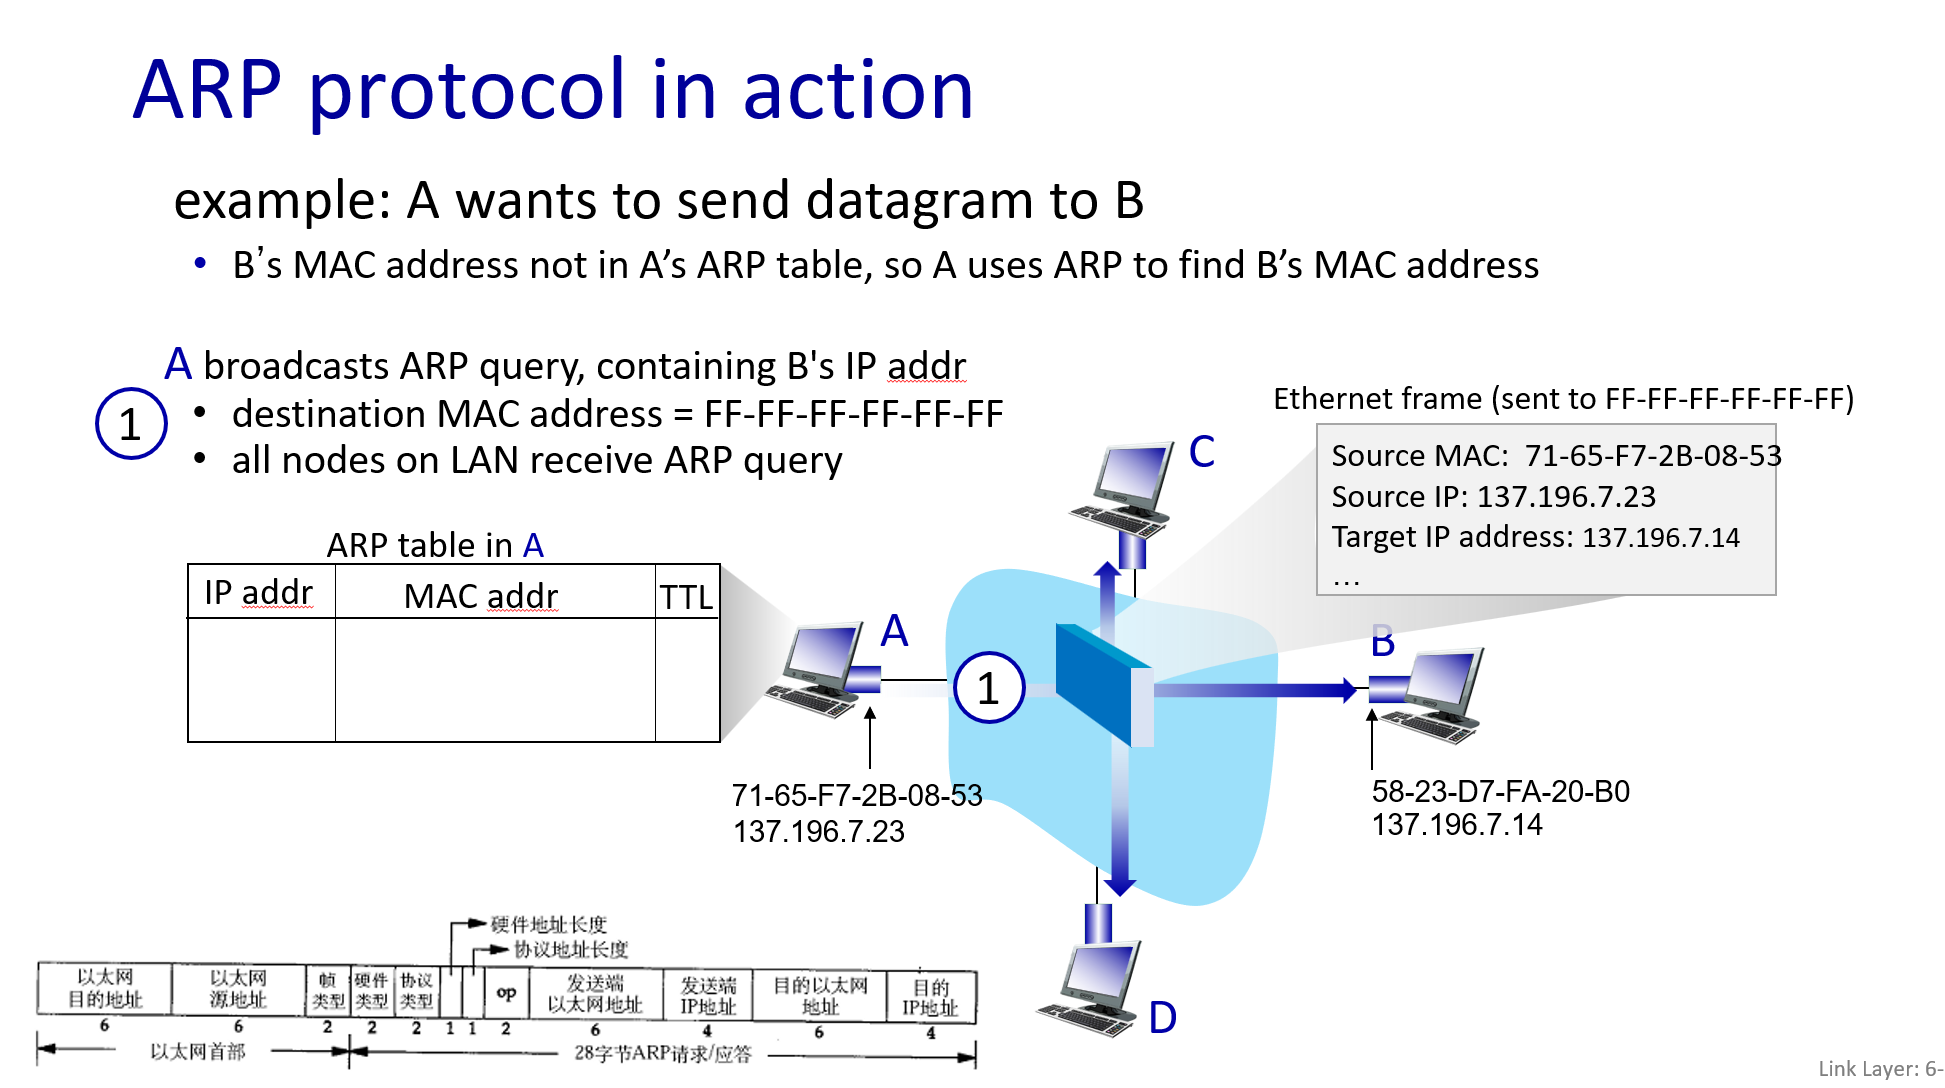 ARP protocol in action
example: A wants to send datagram to B
• B’s MAC address not in A’s ARP table, so A uses ARP to find B’s MAC address
A broadcasts ARP query, containing B's IP addr
1
• destination MAC address = FF-FF-FF-FF-FF-FF
• all nodes on LAN receive ARP query
Ethernet frame (sent to FF-FF-FF-FF-FF-FF)
Source MAC: 71-65-F7-2B-08-53
Source IP: 137.196.7.23
Target IP address: 137.196.7.14
…
C
ARP table in A
IP addr MAC addr TTL
A
B
1
71-65-F7-2B-08-53
137.196.7.23
58-23-D7-FA-20-B0
137.196.7.14
D
硬件地址长度
协议地址长度
以太网 以太网 帧 硬件 协议 发送端 发送端 目的以太网 目的
目的地址 源地址 类型 类型 类型 op 以太网地址 IP地址 地址 IP地址
6 6 2 2 2 1 1 2 6 4 6 4
以太网首部 28字节ARP请求/应答
Link Layer: 6-